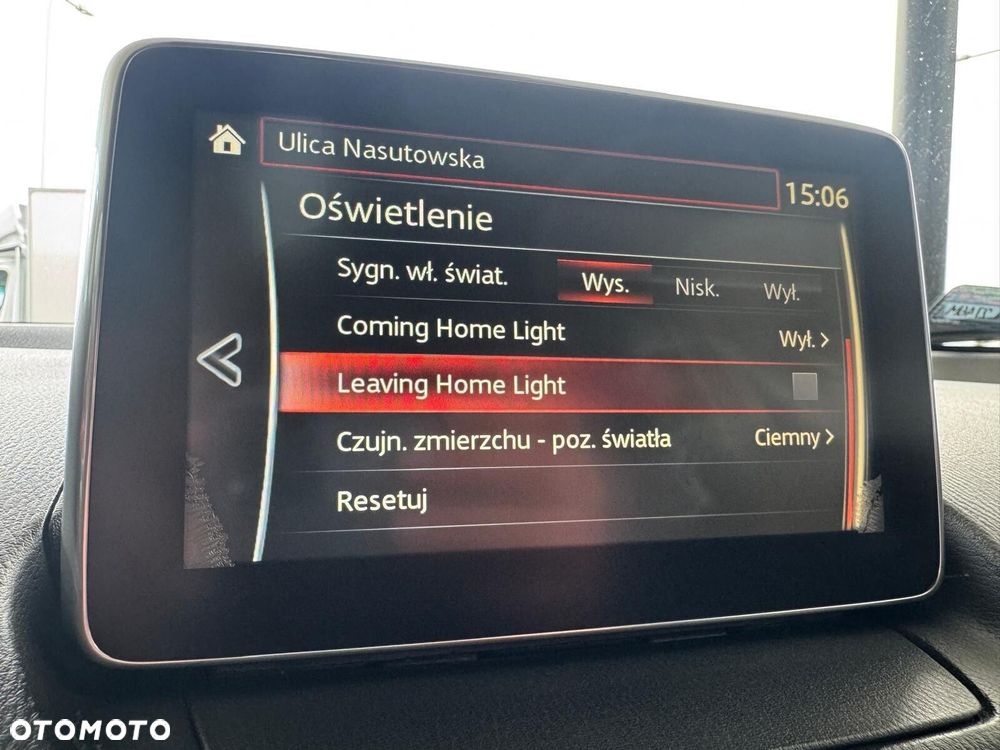 Ulica Nasutowska
15:06
Oświetlenie
Sygn. wł. świat. Wys. Nisk. Wył.
Coming Home Light Wył.
Leaving Home Light
Czujn. zmierzchu - poz. światła Ciemny
Resetuj
OTOMOTO